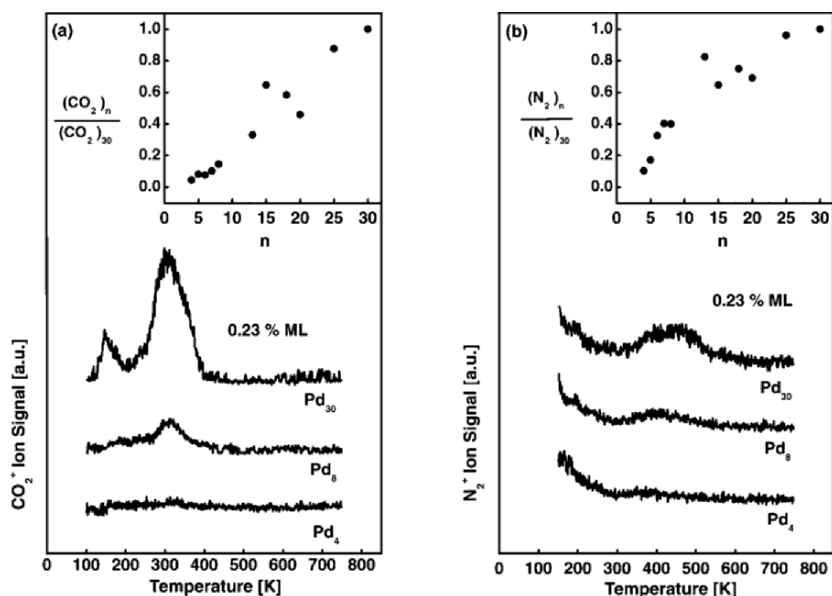 (a)
1.0
0.8
0.6
0.4
0.2
0.0
(CO2)n
(CO2)30
0 5 10 15 20 25 30
n
0.23 % ML
Pd30
Pd8
Pd4
CO2+ Ion Signal [a.u.]
0 100 200 300 400 500 600 700 800
Temperature [K]
(b)
1.0
0.8
0.6
0.4
0.2
0.0
(N2)n
(N2)30
0 5 10 15 20 25 30
n
0.23 % ML
Pd30
Pd8
Pd4
N2+ Ion Signal [a.u.]
0 100 200 300 400 500 600 700 800
Temperature [K]